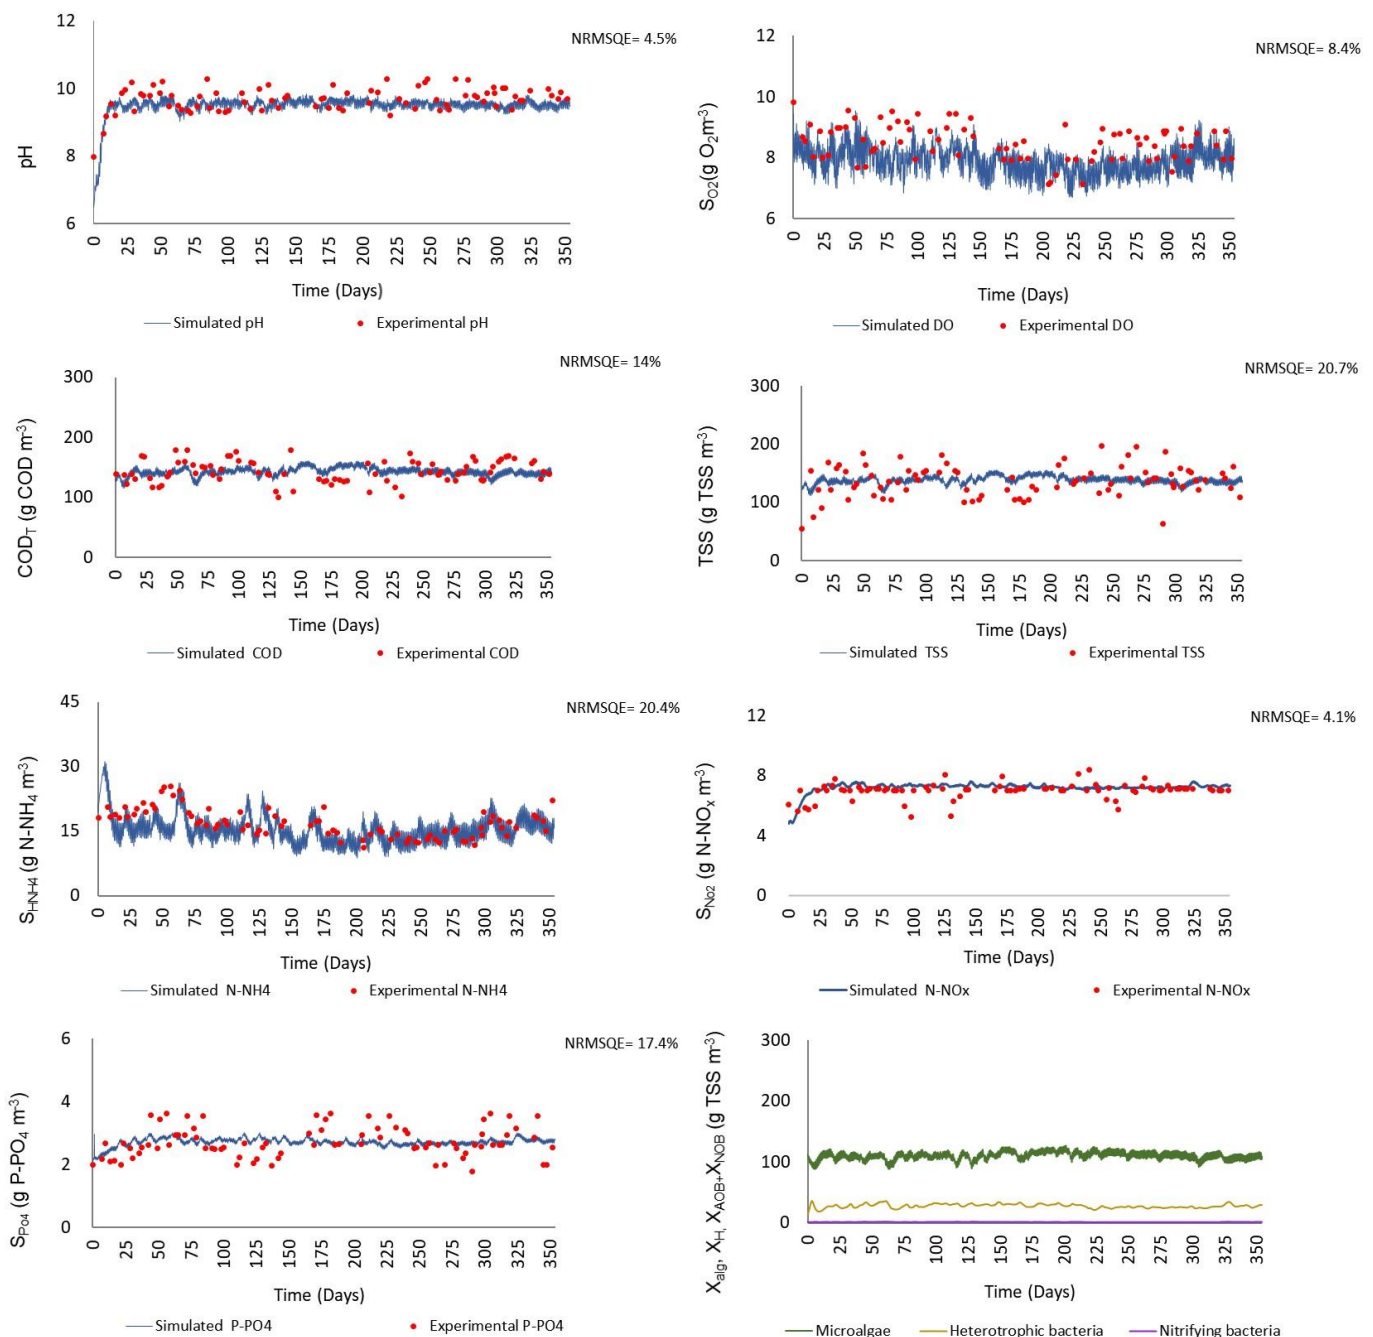 NRMSQE= 4.5%
pH
12
10
8
6
0 25 50 75 100 125 150 175 200 225 250 275 300 325 350
Time (Days)
Simulated pH Experimental pH
NRMSQE= 8.4%
S_O2(g O₂m⁻³)
12
10
8
6
0 25 50 75 100 125 150 175 200 225 250 275 300 325 350
Time (Days)
Simulated DO Experimental DO
NRMSQE= 14%
COD_T (g COD m⁻³)
300
200
100
0
0 25 50 75 100 125 150 175 200 225 250 275 300 325 350
Time (Days)
Simulated COD Experimental COD
NRMSQE= 20.7%
TSS (g TSS m⁻³)
300
200
100
0
0 25 50 75 100 125 150 175 200 225 250 275 300 325 350
Time (Days)
Simulated TSS Experimental TSS
NRMSQE= 20.4%
S_HNH4 (g N-NH₄ m⁻³)
45
30
15
0
0 25 50 75 100 125 150 175 200 225 250 275 300 325 350
Time (Days)
Simulated N-NH4 Experimental N-NH4
NRMSQE= 4.1%
S_No2 (g N-NOₓ m⁻³)
12
8
4
0
0 25 50 75 100 125 150 175 200 225 250 275 300 325 350
Time (Days)
Simulated N-NOx Experimental N-NOx
NRMSQE= 17.4%
S_Po4 (g P-PO₄ m⁻³)
6
4
2
0
0 25 50 75 100 125 150 175 200 225 250 275 300 325 350
Time (Days)
Simulated P-PO4 Experimental P-PO4
X_alg, X_H, X_AOB+X_NOB (g TSS m⁻³)
300
200
100
0
0 25 50 75 100 125 150 175 200 225 250 275 300 325 350
Time (Days)
Microalgae Heterotrophic bacteria Nitrifying bacteria